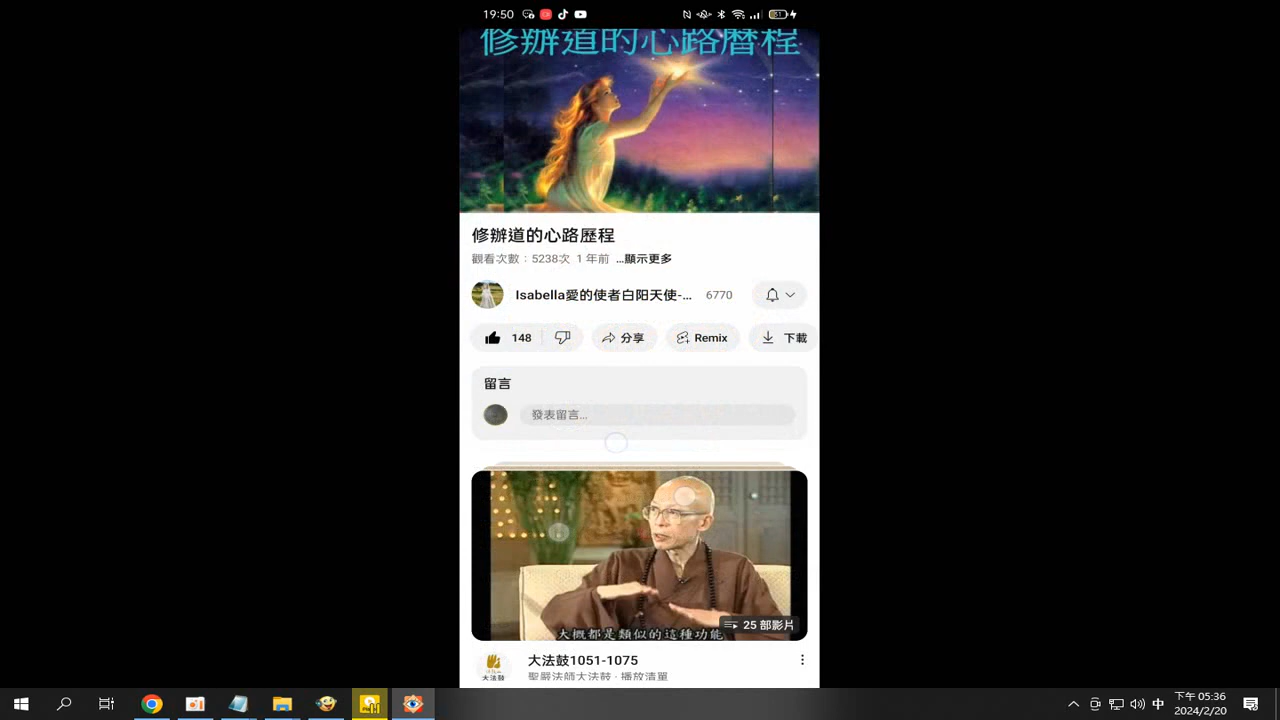 19:50
51
修辦道的心路曆程
修辦道的心路歷程
觀看次數：5238次 1 年前 ...顯示更多
Isabella愛的使者白阳天使-... 6770
148 分享 Remix 下載
留言
發表留言...
大概都是類似的這種功能
25 部影片
大法鼓1051-1075
聖嚴法師大法鼓 · 播放清單
大法鼓
中
下午 05:36
2024/2/20